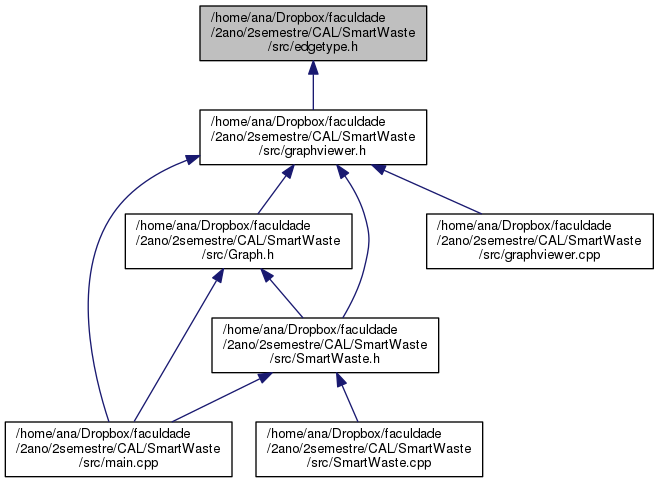 /home/ana/Dropbox/faculdade
/2ano/2semestre/CAL/SmartWaste
/src/edgetype.h
/home/ana/Dropbox/faculdade
/2ano/2semestre/CAL/SmartWaste
/src/graphviewer.h
/home/ana/Dropbox/faculdade
/2ano/2semestre/CAL/SmartWaste
/src/Graph.h
/home/ana/Dropbox/faculdade
/2ano/2semestre/CAL/SmartWaste
/src/graphviewer.cpp
/home/ana/Dropbox/faculdade
/2ano/2semestre/CAL/SmartWaste
/src/SmartWaste.h
/home/ana/Dropbox/faculdade
/2ano/2semestre/CAL/SmartWaste
/src/main.cpp
/home/ana/Dropbox/faculdade
/2ano/2semestre/CAL/SmartWaste
/src/SmartWaste.cpp